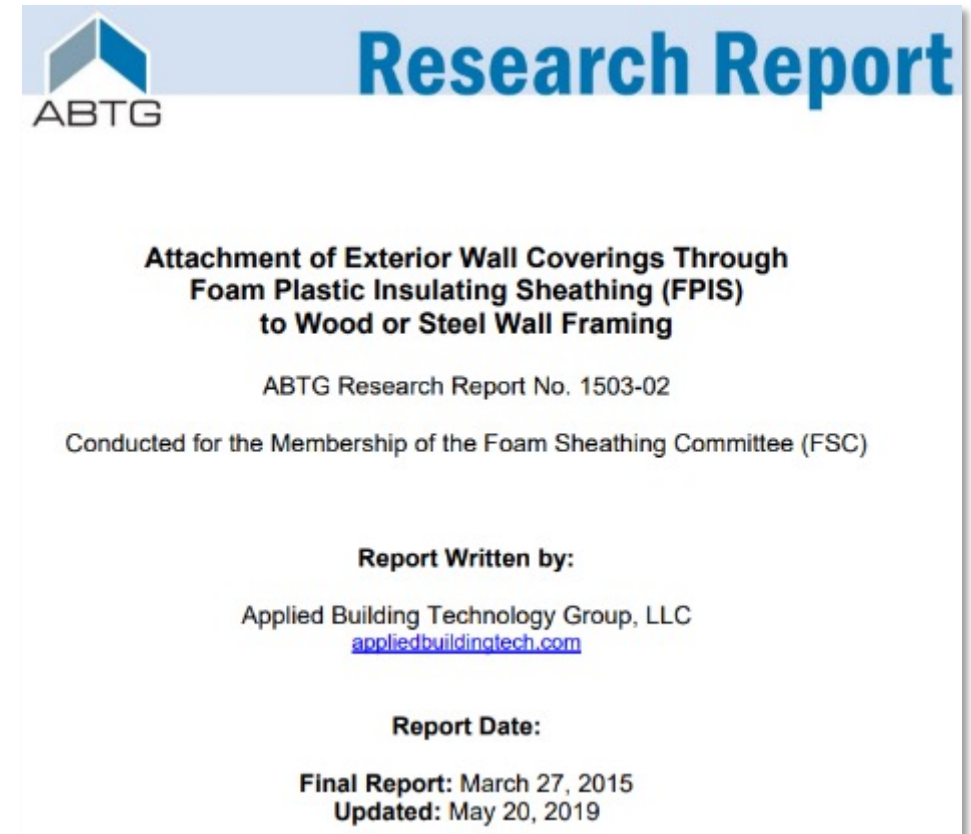 Research Report
ABTG
Attachment of Exterior Wall Coverings Through
Foam Plastic Insulating Sheathing (FPIS)
to Wood or Steel Wall Framing
ABTG Research Report No. 1503-02
Conducted for the Membership of the Foam Sheathing Committee (FSC)
Report Written by:
Applied Building Technology Group, LLC
appliedbuildingtech.com
Report Date:
Final Report: March 27, 2015
Updated: May 20, 2019